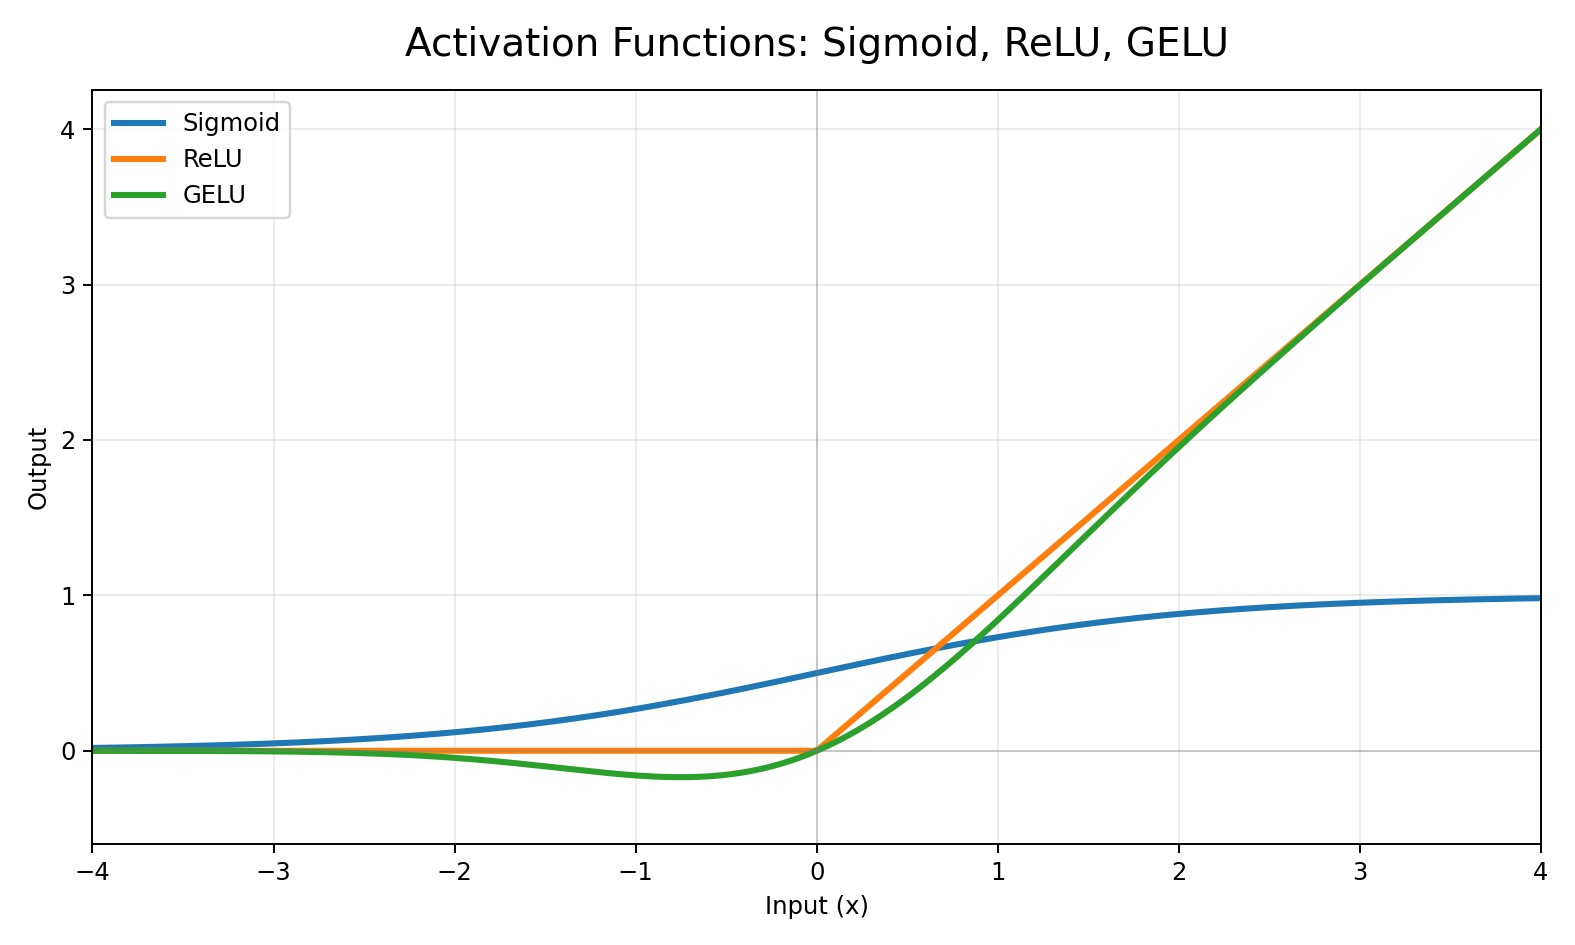 Activation Functions: Sigmoid, ReLU, GELU
Sigmoid
ReLU
GELU
4
3
2
1
0
Output
−4
−3
−2
−1
0
1
2
3
4
Input (x)